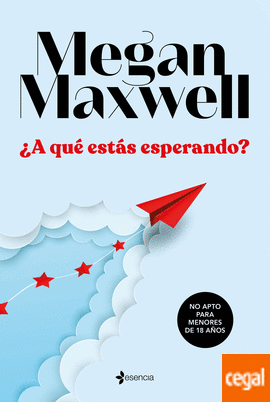 Megan
Maxwell
¿A qué estás esperando?
NO APTO
PARA
MENORES
DE 18 AÑOS
esencia
cegal